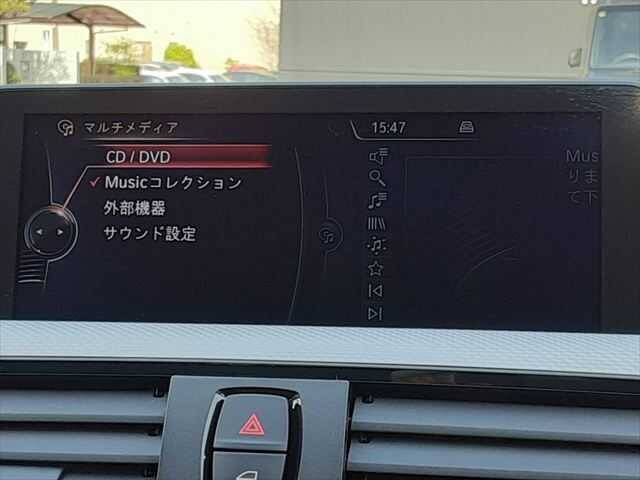 マルチメディア
15:47
CD / DVD
Musicコレクション
外部機器
サウンド設定
Mus
りま
て下